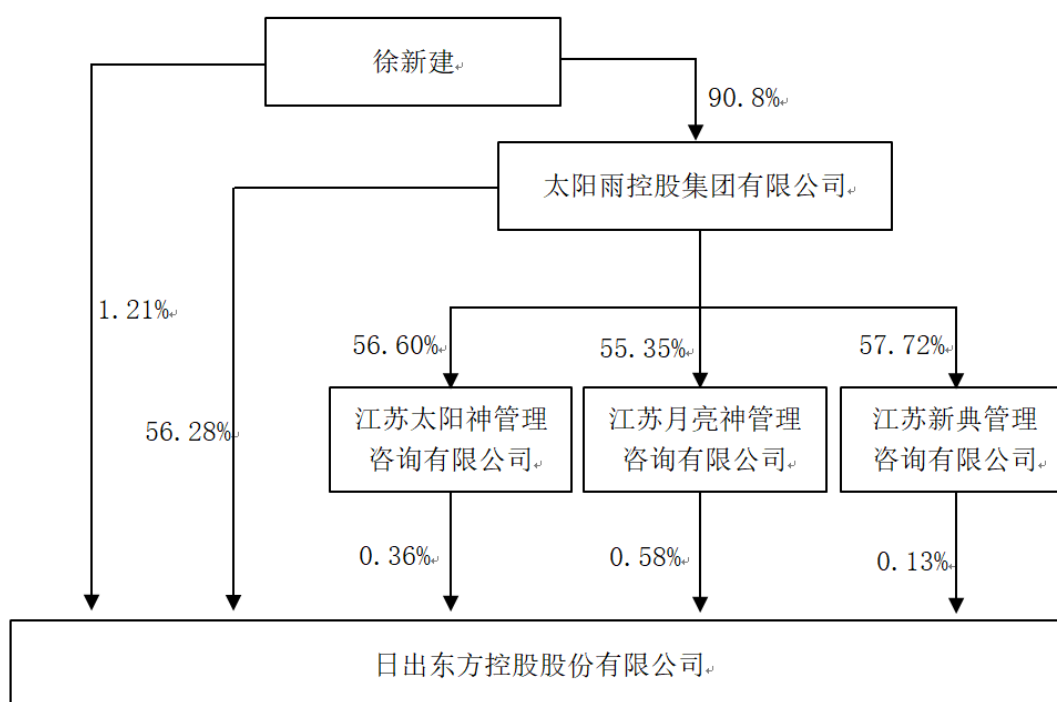 徐新建
90.8%
太阳雨控股集团有限公司
1.21%
56.60%
55.35%
57.72%
56.28%
江苏太阳神管理
咨询有限公司
江苏月亮神管理
咨询有限公司
江苏新典管理
咨询有限公司
0.36%
0.58%
0.13%
日出东方控股股份有限公司